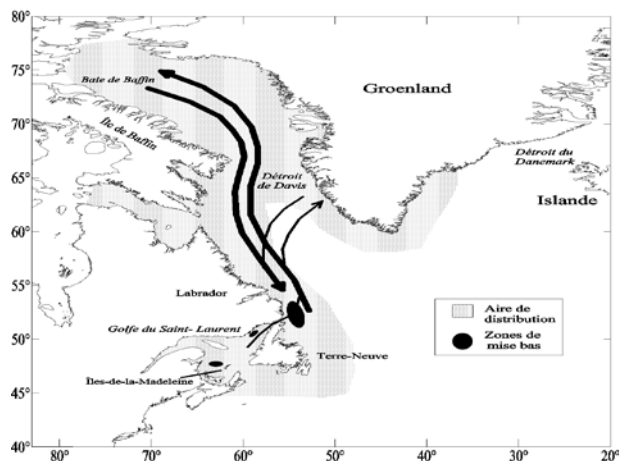 80°
75°
70°
65°
60°
55°
50°
45°
40°
Baie de Baffin
Île de Baffin
Groenland
Détroit du
Danemark
Détroit
de Davis
Islande
Labrador
Golfe du Saint- Laurent
Terre-Neuve
Îles-de-la-Madeleine
Aire de
distribution
Zones de
mise bas
80°
70°
60°
50°
40°
30°
20°